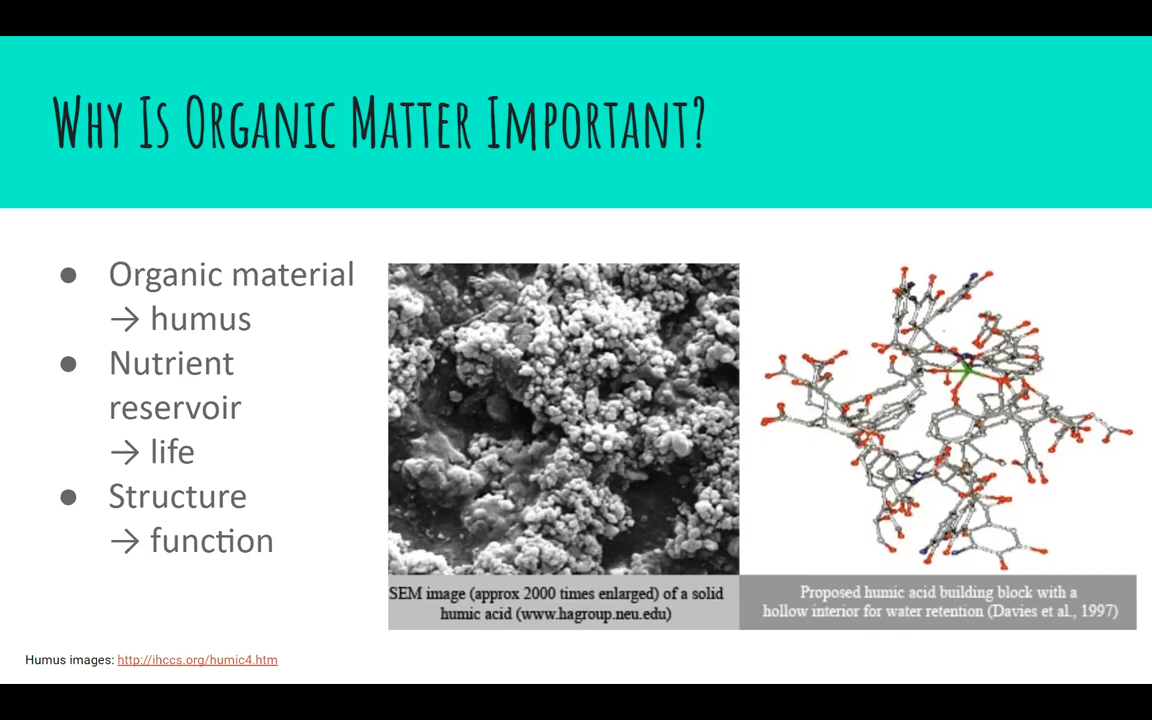 Why Is Organic Matter Important?
● Organic material
→ humus
● Nutrient
reservoir
→ life
● Structure
→ function
SEM image (approx 2000 times enlarged) of a solid
humic acid (www.hagroup.neu.edu)
Proposed humic acid building block with a
hollow interior for water retention (Davies et al., 1997)
Humus images: http://ihccs.org/humic4.htm